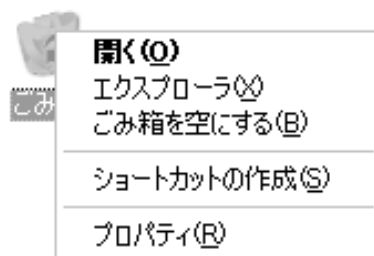 開く(O)
エクスプローラ(X)
ごみ
ごみ箱を空にする(B)
ショートカットの作成(S)
プロパティ(R)